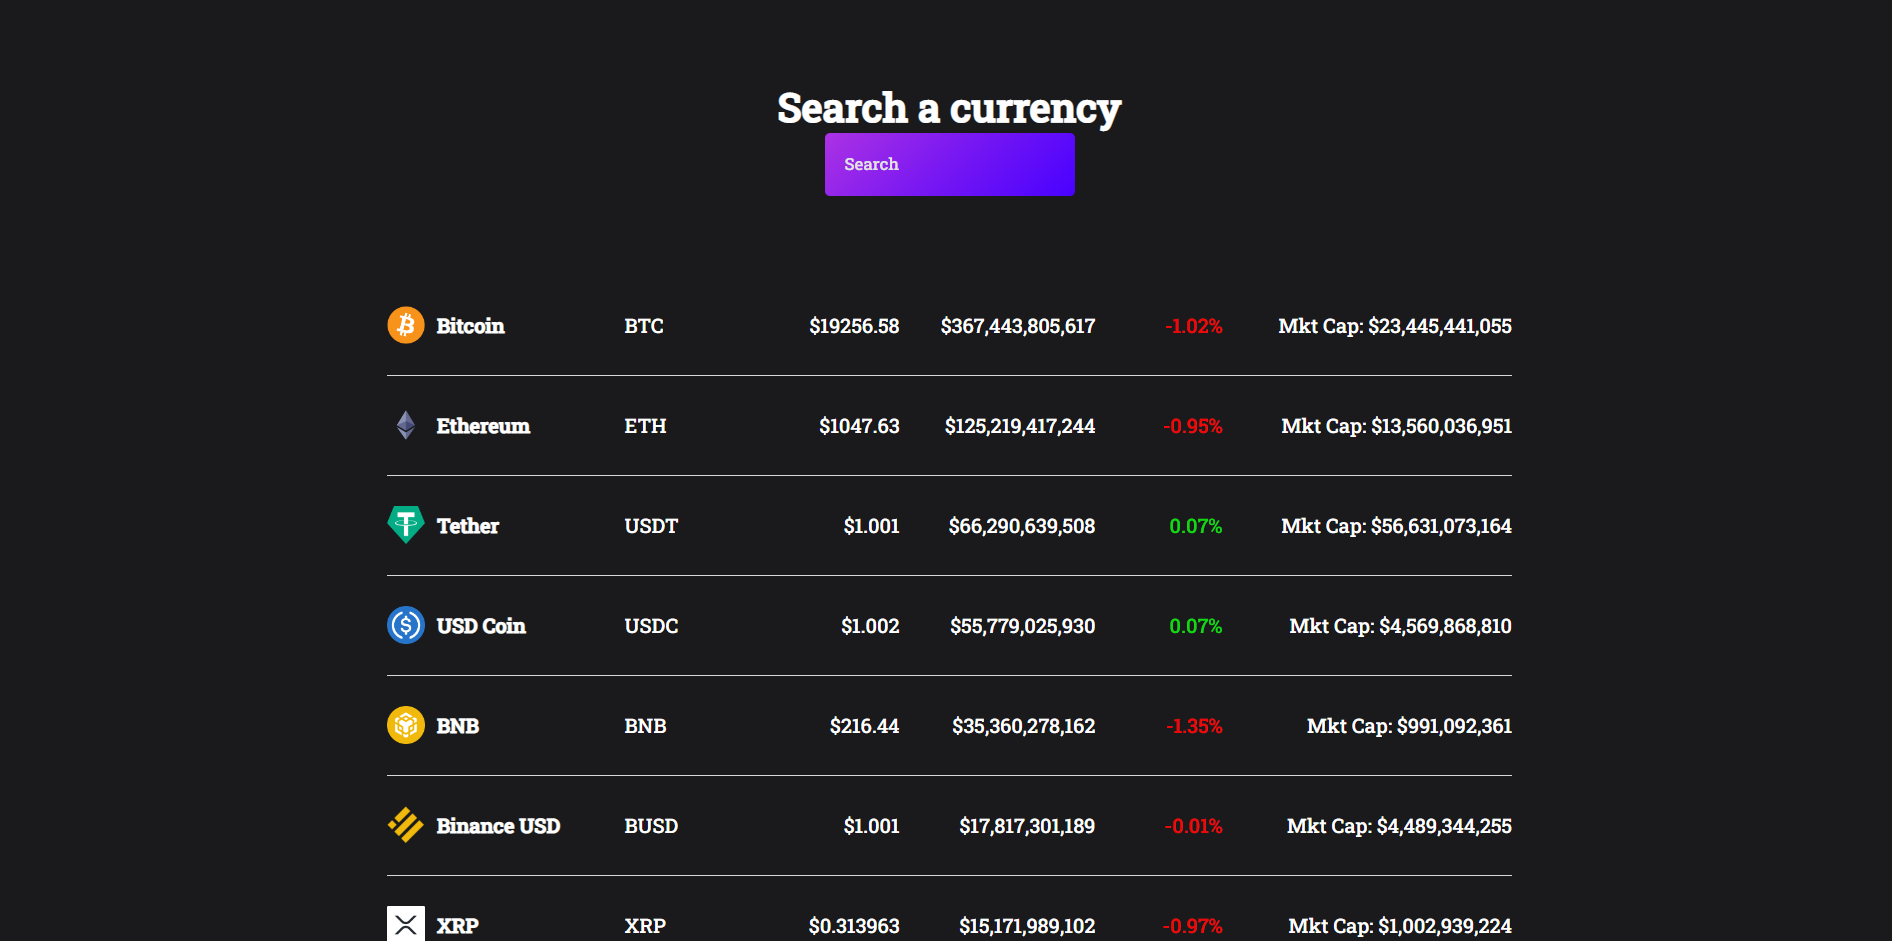 Search a currency
Search
Bitcoin BTC $19256.58 $367,443,805,617 -1.02% Mkt Cap: $23,445,441,055
Ethereum ETH $1047.63 $125,219,417,244 -0.95% Mkt Cap: $13,560,036,951
Tether USDT $1.001 $66,290,639,508 0.07% Mkt Cap: $56,631,073,164
USD Coin USDC $1.002 $55,779,025,930 0.07% Mkt Cap: $4,569,868,810
BNB BNB $216.44 $35,360,278,162 -1.35% Mkt Cap: $991,092,361
Binance USD BUSD $1.001 $17,817,301,189 -0.01% Mkt Cap: $4,489,344,255
XRP XRP $0.313963 $15,171,989,102 -0.97% Mkt Cap: $1,002,939,224